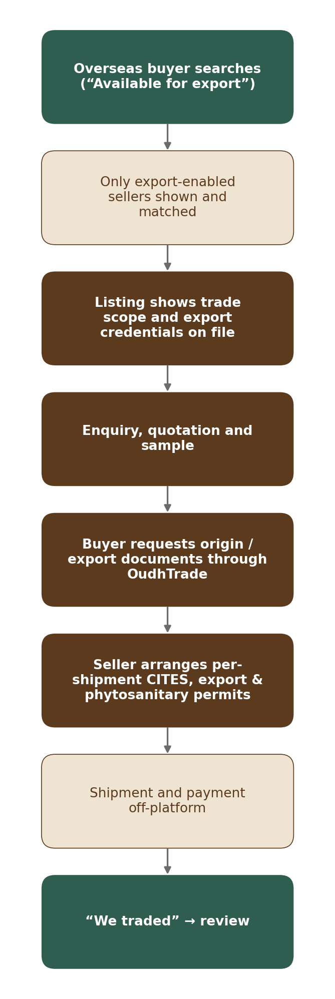 Overseas buyer searches
(“Available for export”)
Only export-enabled
sellers shown and
matched
Listing shows trade
scope and export
credentials on file
Enquiry, quotation and
sample
Buyer requests origin /
export documents through
OudhTrade
Seller arranges per-
shipment CITES, export &
phytosanitary permits
Shipment and payment
off-platform
“We traded” → review